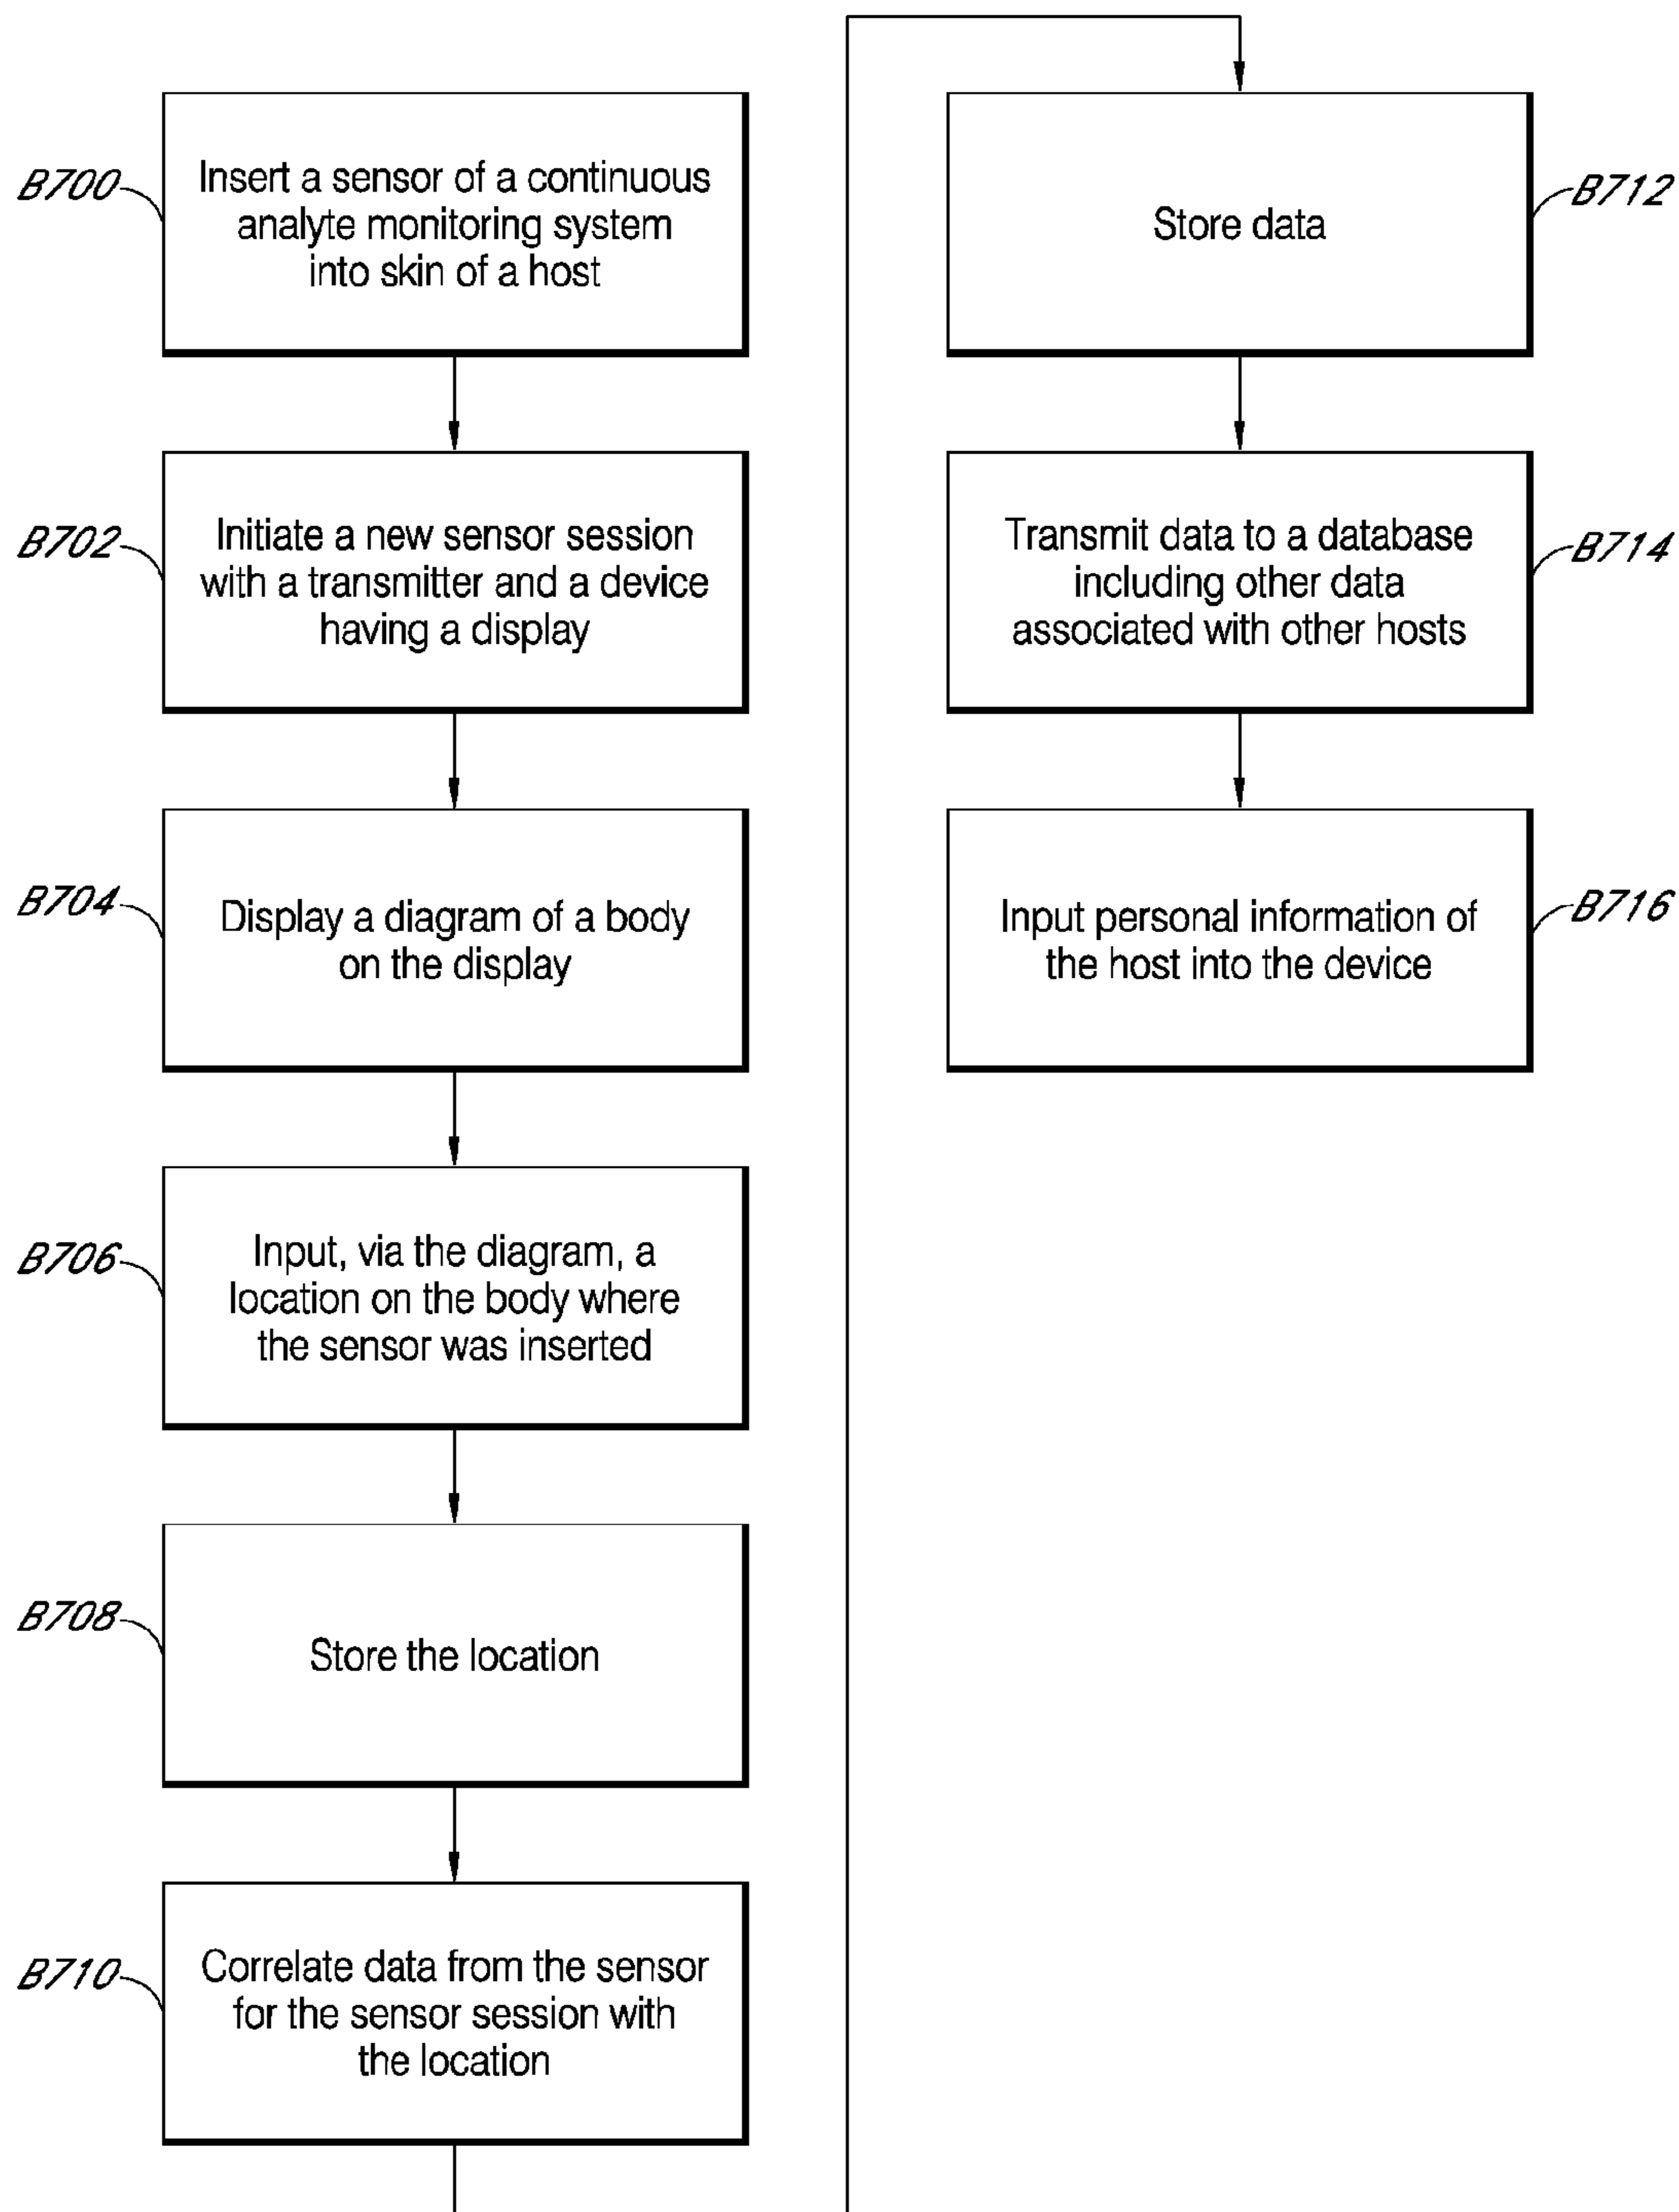 B700
Insert a sensor of a continuous
analyte monitoring system
into skin of a host
B702
Initiate a new sensor session
with a transmitter and a device
having a display
B704
Display a diagram of a body
on the display
B706
Input, via the diagram, a
location on the body where
the sensor was inserted
B708
Store the location
B710
Correlate data from the sensor
for the sensor session with
the location
B712
Store data
B714
Transmit data to a database
including other data
associated with other hosts
B716
Input personal information of
the host into the device